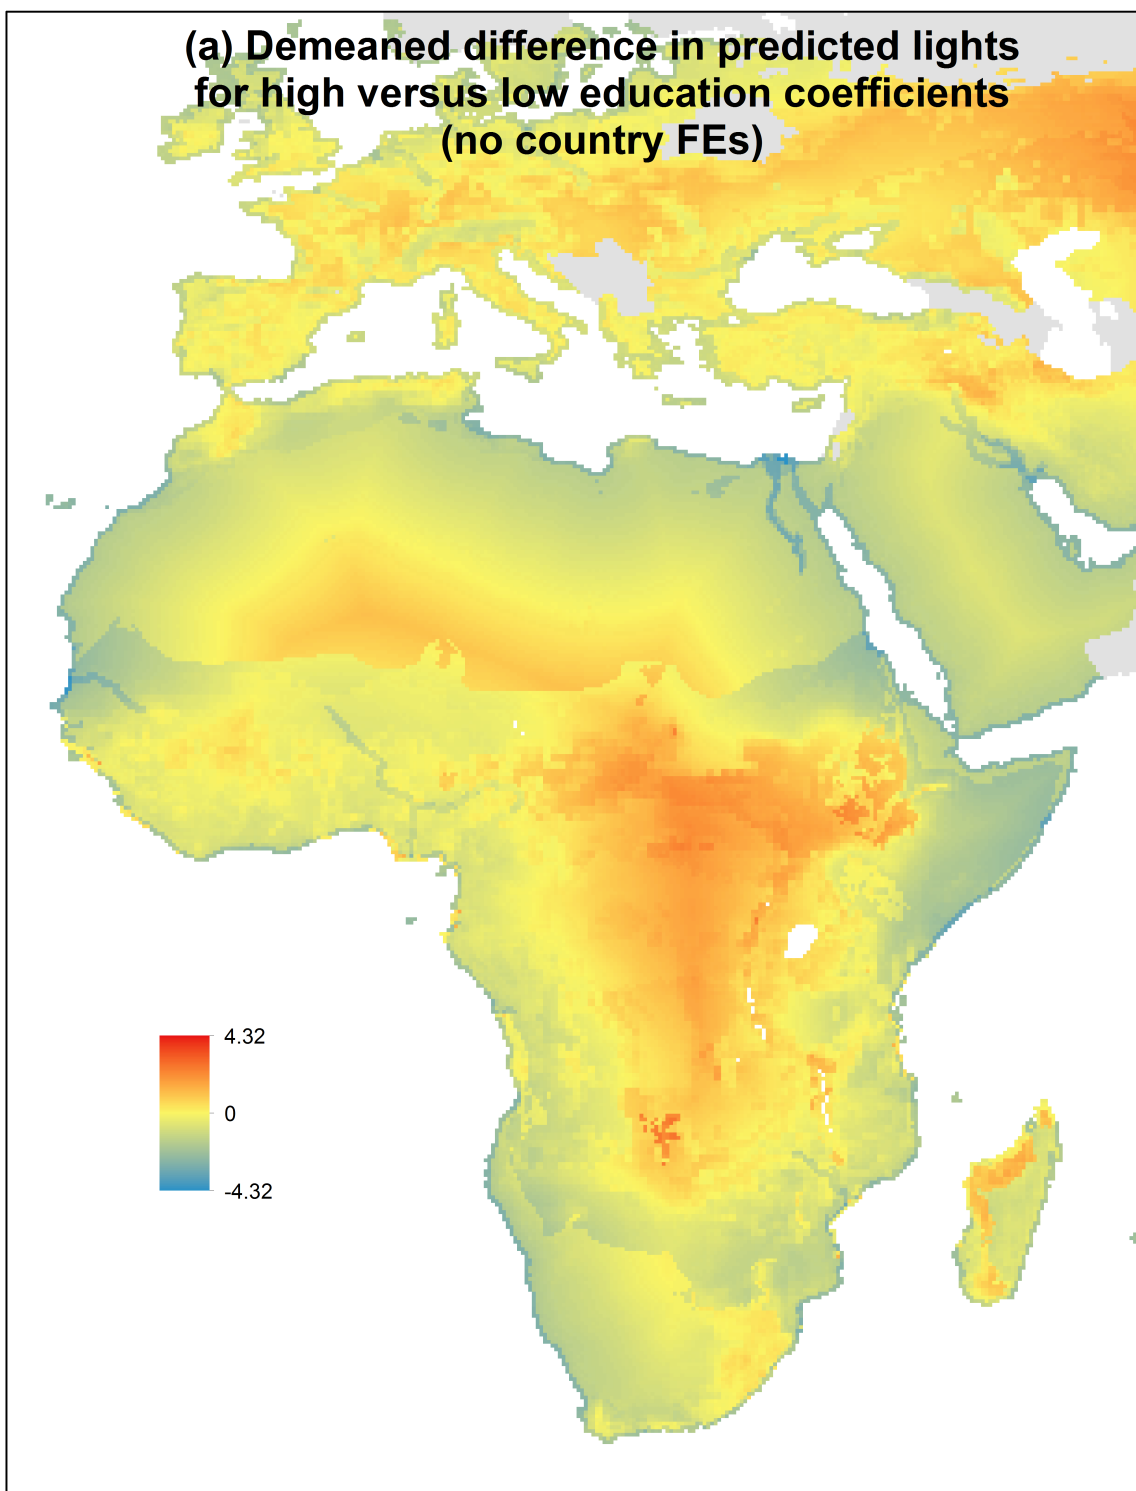 (a) Demeaned difference in predicted lights
for high versus low education coefficients
(no country FEs)
4.32
0
-4.32